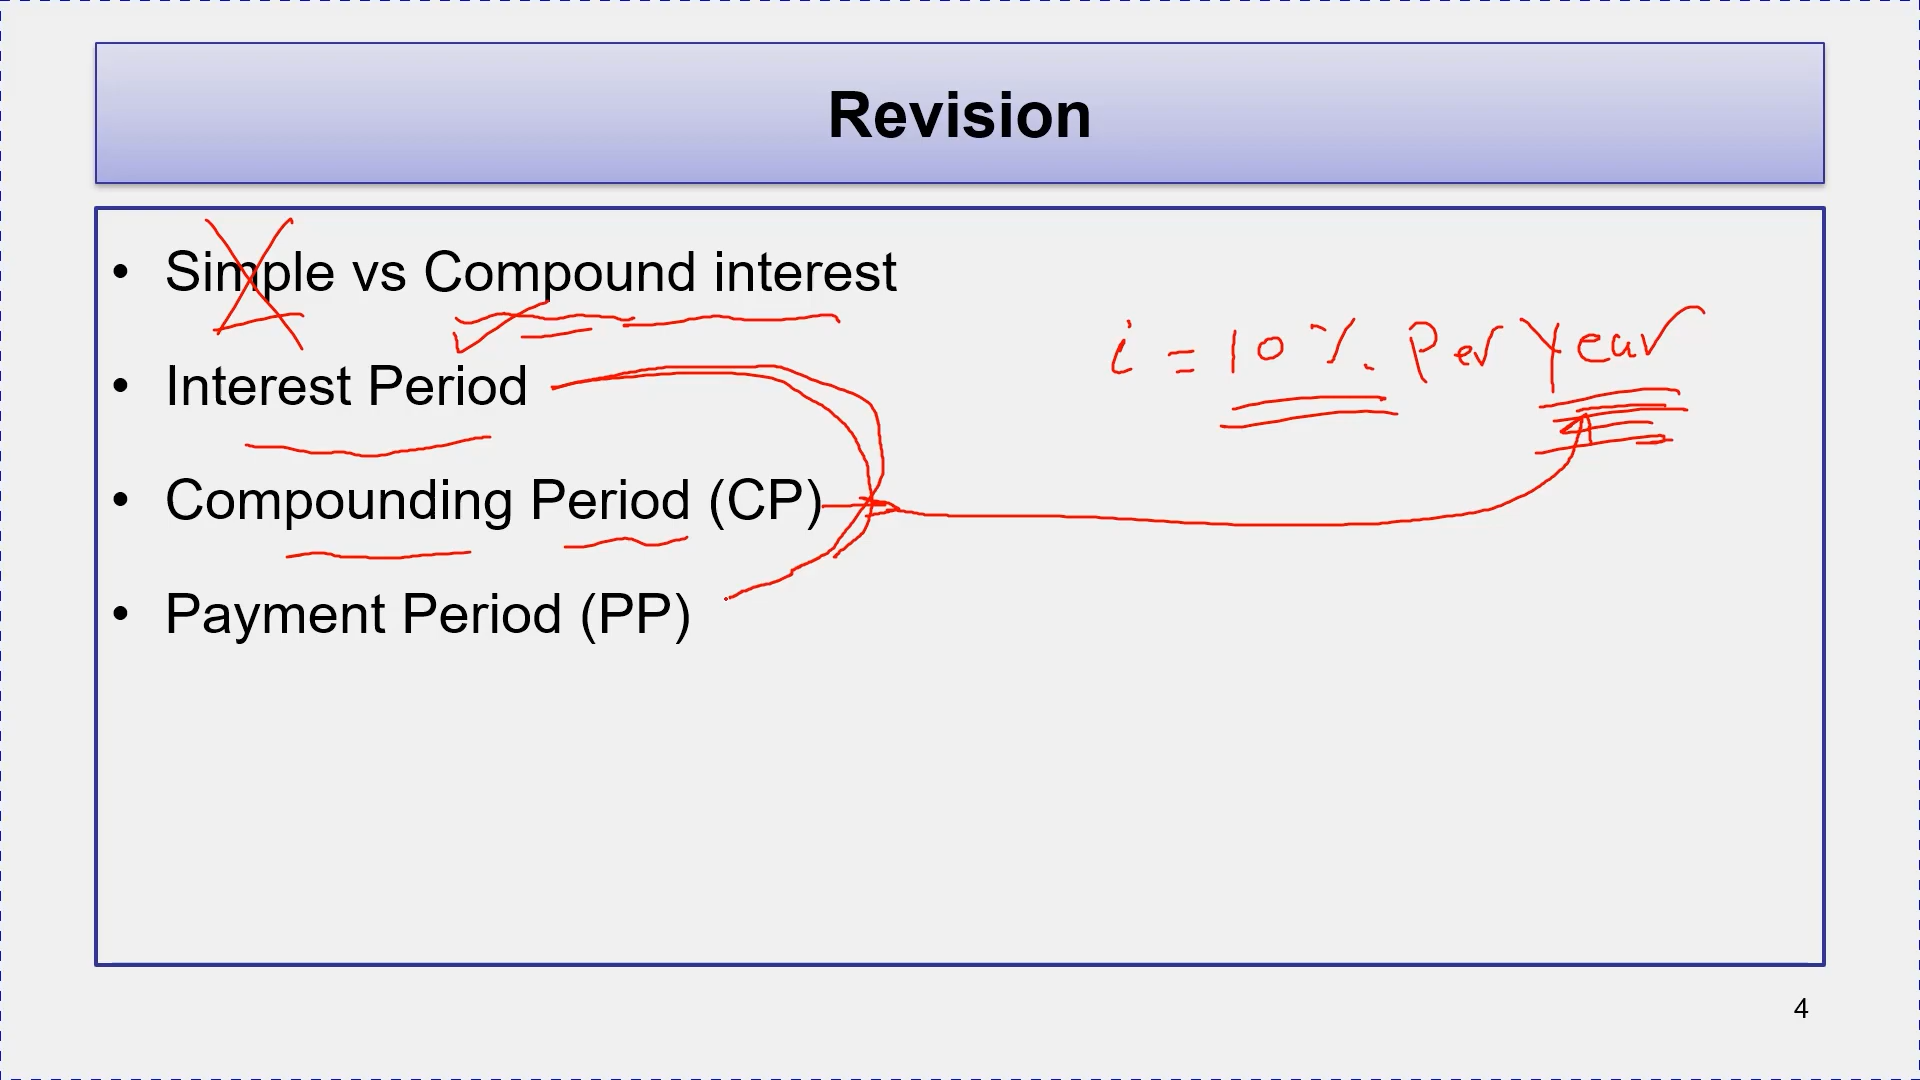 Revision
• Simple vs Compound interest
i = 10 %. Per Year
• Interest Period
• Compounding Period (CP)
• Payment Period (PP)
4